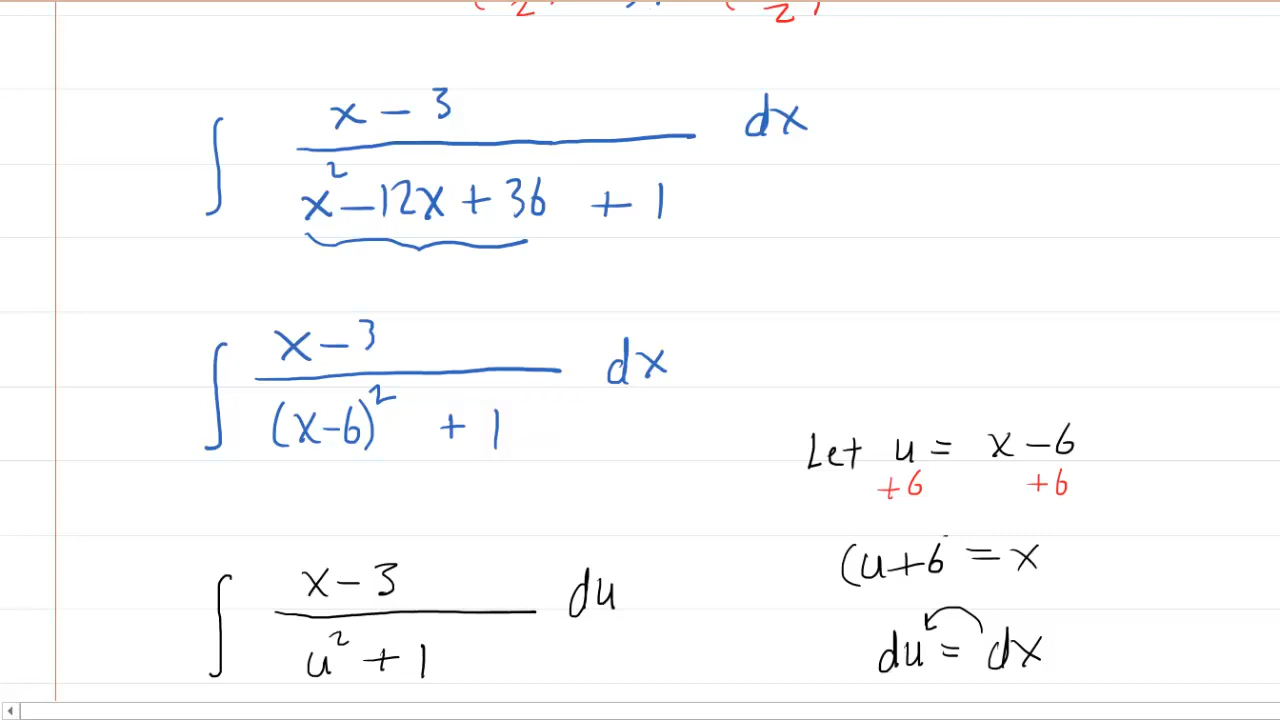 ∫ (x - 3)/(x² - 12x + 36 + 1) dx
∫ (x - 3)/((x-6)² + 1) dx
Let u = x - 6
+6 +6
(u+6 = x
∫ (x - 3)/(u² + 1) du
du = dx